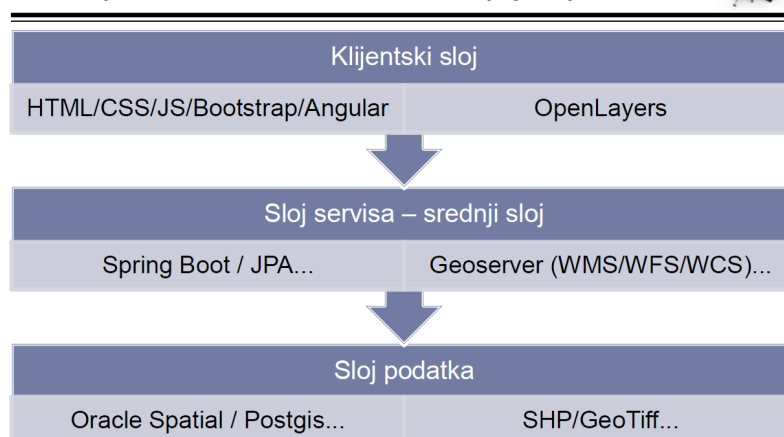 Klijentski sloj
HTML/CSS/JS/Bootstrap/Angular
OpenLayers
Sloj servisa – srednji sloj
Spring Boot / JPA...
Geoserver (WMS/WFS/WCS)...
Sloj podatka
Oracle Spatial / Postgis...
SHP/GeoTiff...